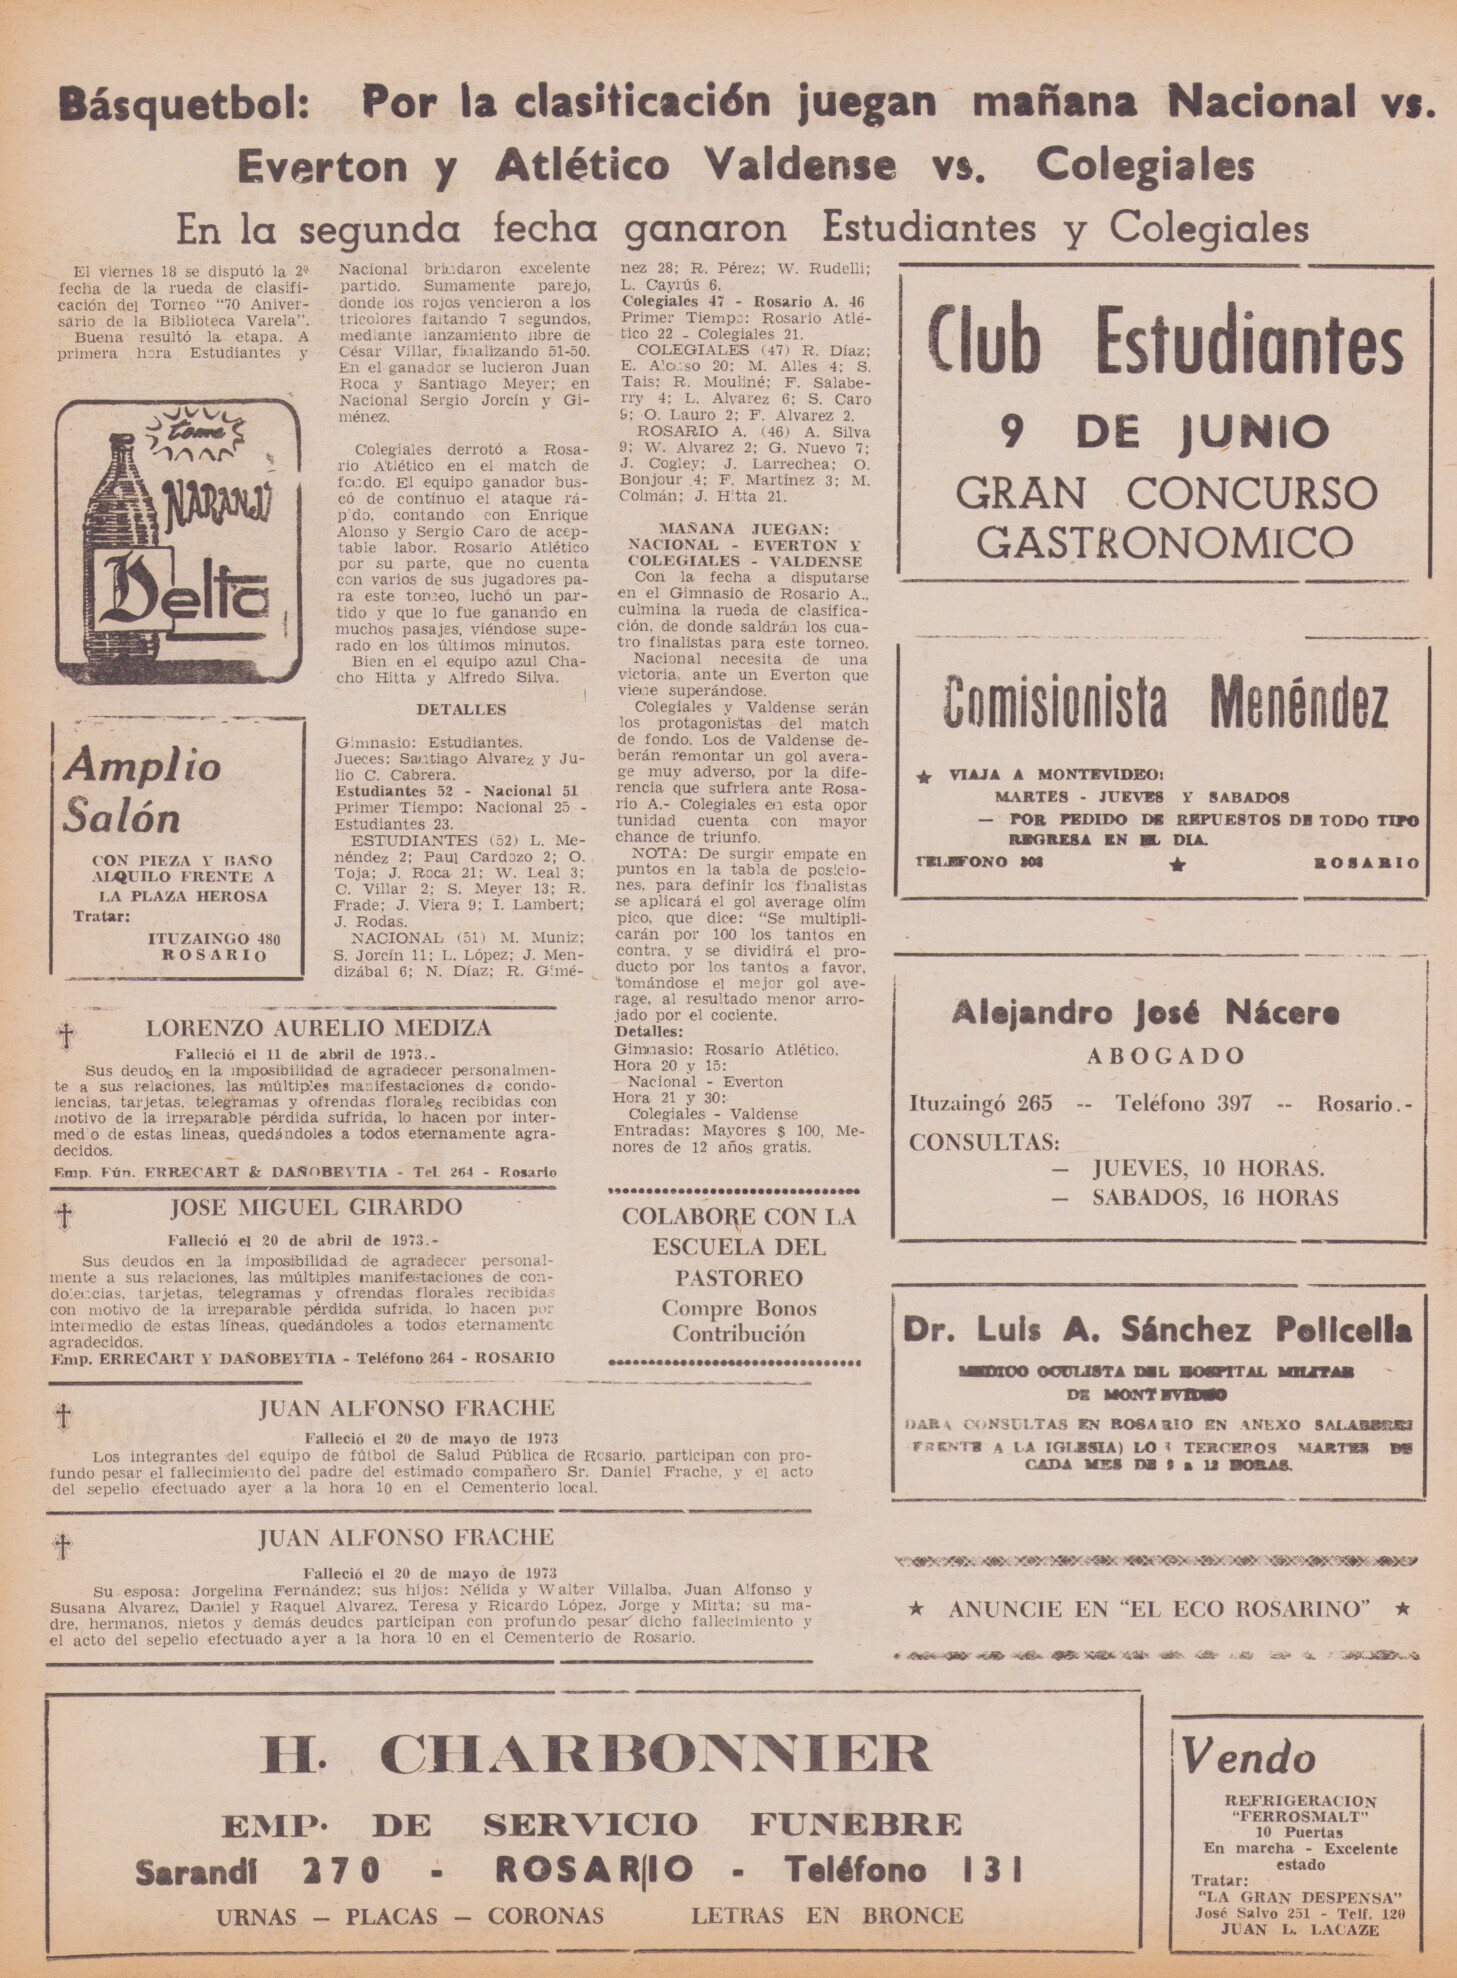 Básquetbol: Por la clasiticación juegan mañana Nacional vs.
Everton y Atlético Valdense vs. Colegiales
En la segunda fecha ganaron Estudiantes y Colegiales
El viernes 18 se disputó la 2ª
fecha de la rueda de clasifi-
cación del Torneo "70 Aniver-
sario de la Biblioteca Varela".
Buena resultó la etapa. A
primera hora Estudiantes y
tome
NARANJ
Delta
Amplio
Salón
CON PIEZA Y BAÑO
ALQUILO FRENTE A
LA PLAZA HEROSA
Tratar:
ITUZAINGO 480
ROSARIO
Nacional brindaron excelente
partido. Sumamente parejo,
donde los rojos vencieron a los
tricolores faltando 7 segundos,
mediante lanzamiento libre de
César Villar, finalizando 51-50.
En el ganador se lucieron Juan
Roca y Santiago Meyer; en
Nacional Sergio Jorcín y Gi-
ménez.
Colegiales derrotó a Rosa-
rio Atlético en el match de
fondo. El equipo ganador bus-
có de contínuo el ataque rá-
pido, contando con Enrique
Alonso y Sergio Caro de acep-
table labor. Rosario Atlético
por su parte, que no cuenta
con varios de sus jugadores pa-
ra este torneo, luchó un par-
tido y que lo fue ganando en
muchos pasajes, viéndose supe-
rado en los últimos minutos.
Bien en el equipo azul Cha-
cho Hitta y Alfredo Silva.
DETALLES
Gimnasio: Estudiantes.
Jueces: Santiago Alvarez y Ju-
lio C. Cabrera.
Estudiantes 52 - Nacional 51
Primer Tiempo: Nacional 25 -
Estudiantes 23.
ESTUDIANTES (52) L. Me-
néndez 2; Paul Cardozo 2; O.
Toja; J. Roca 21; W. Leal 3;
C. Villar 2; S. Meyer 13; R.
Frade; J. Viera 9; I. Lambert;
J. Rodas.
NACIONAL (51) M. Muniz;
S. Jorcín 11; L. López; J. Men-
dizábal 6; N. Díaz; R. Gimé-
nez 28; R. Pérez; W. Rudelli;
L. Cayrús 6.
Colegiales 47 - Rosario A. 46
Primer Tiempo: Rosario Atlé-
tico 22 - Colegiales 21.
COLEGIALES (47) R. Díaz;
E. Alonso 20; M. Alles 4; S.
Tais; R. Mouliné; F. Salabe-
rry 4; L. Alvarez 6; S. Caro
9; O. Lauro 2; F. Alvarez 2.
ROSARIO A. (46) A. Silva
9; W. Alvarez 2; G. Nuevo 7;
J. Cogley; J. Larrechea; O.
Bonjour 4; F. Martínez 3; M.
Colmán; J. Hitta 21.
MAÑANA JUEGAN:
NACIONAL - EVERTON Y
COLEGIALES - VALDENSE
Con la fecha a disputarse
en el Gimnasio de Rosario A.,
culmina la rueda de clasifica-
ción, de donde saldrán los cua-
tro finalistas para este torneo.
Nacional necesita de una
victoria, ante un Everton que
viene superándose.
Colegiales y Valdense serán
los protagonistas del match
de fondo. Los de Valdense de-
berán remontar un gol avera-
ge muy adverso, por la dife-
rencia que sufriera ante Rosa-
rio A.- Colegiales en esta opor
tunidad cuenta con mayor
chance de triunfo.
NOTA: De surgir empate en
puntos en la tabla de posicio-
nes, para definir los finalistas
se aplicará el gol average olím
pico, que dice: "Se multipli-
carán por 100 los tantos en
contra, y se dividirá el pro-
ducto por los tantos a favor,
tomándose el mejor gol ave-
rage, al resultado menor arro-
jado por el cociente.
Detalles:
Gimnasio: Rosario Atlético.
Hora 20 y 15:
Nacional - Everton
Hora 21 y 30:
Colegiales - Valdense
Entradas: Mayores $ 100, Me-
nores de 12 años gratis.
COLABORE CON LA
ESCUELA DEL
PASTOREO
Compre Bonos
Contribución
LORENZO AURELIO MEDIZA
Falleció el 11 de abril de 1973.-
Sus deudos en la imposibilidad de agradecer personalmen-
te a sus relaciones, las múltiples manifestaciones de condo-
lencias, tarjetas, telegramas y ofrendas florales recibidas con
motivo de la irreparable pérdida sufrida, lo hacen por inter-
medio de estas líneas, quedándoles a todos eternamente agra-
decidos.
Emp. Fún. ERRECART & DAÑOBEYTIA - Tel. 264 - Rosario
JOSE MIGUEL GIRARDO
Falleció el 20 de abril de 1973.-
Sus deudos en la imposibilidad de agradecer personal-
mente a sus relaciones, las múltiples manifestaciones de con-
dolencias, tarjetas, telegramas y ofrendas florales recibidas
con motivo de la irreparable pérdida sufrida, lo hacen por
intermedio de estas líneas, quedándoles a todos eternamente
agradecidos.
Emp. ERRECART Y DAÑOBEYTIA - Teléfono 264 - ROSARIO
JUAN ALFONSO FRACHE
Falleció el 20 de mayo de 1973
Los integrantes del equipo de fútbol de Salud Pública de Rosario, participan con pro-
fundo pesar el fallecimiento del padre del estimado compañero Sr. Daniel Frache, y el acto
del sepelio efectuado ayer a la hora 10 en el Cementerio local.
JUAN ALFONSO FRACHE
Falleció el 20 de mayo de 1973
Su esposa: Jorgelina Fernández; sus hijos: Nélida y Walter Villalba, Juan Alfonso y
Susana Alvarez, Daniel y Raquel Alvarez, Teresa y Ricardo López, Jorge y Mirta; su ma-
dre, hermanos, nietos y demás deudos participan con profundo pesar dicho fallecimiento y
el acto del sepelio efectuado ayer a la hora 10 en el Cementerio de Rosario.
Club Estudiantes
9 DE JUNIO
GRAN CONCURSO
GASTRONOMICO
Comisionista Menéndez
★ VIAJA A MONTEVIDEO:
MARTES - JUEVES Y SABADOS
— POR PEDIDO DE REPUESTOS DE TODO TIPO
REGRESA EN EL DIA.
TELEFONO 303 ★ ROSARIO
Alejandro José Nácere
ABOGADO
Ituzaingó 265 -- Teléfono 397 -- Rosario.-
CONSULTAS:
— JUEVES, 10 HORAS.
— SABADOS, 16 HORAS
Dr. Luis A. Sánchez Policella
MEDICO OCULISTA DEL HOSPITAL MILITAR
DE MONTEVIDEO
DARA CONSULTAS EN ROSARIO EN ANEXO SALABERRI
FRENTE A LA IGLESIA) LOS TERCEROS MARTES DE
CADA MES DE 9 a 12 HORAS.
★ ANUNCIE EN "EL ECO ROSARINO" ★
H. CHARBONNIER
EMP. DE SERVICIO FUNEBRE
Sarandí 270 - ROSARIO - Teléfono 131
URNAS — PLACAS — CORONAS LETRAS EN BRONCE
Vendo
REFRIGERACION
"FERROSMALT"
10 Puertas
En marcha - Excelente
estado
Tratar:
"LA GRAN DESPENSA"
José Salvo 251 - Telf. 120
JUAN L. LACAZE